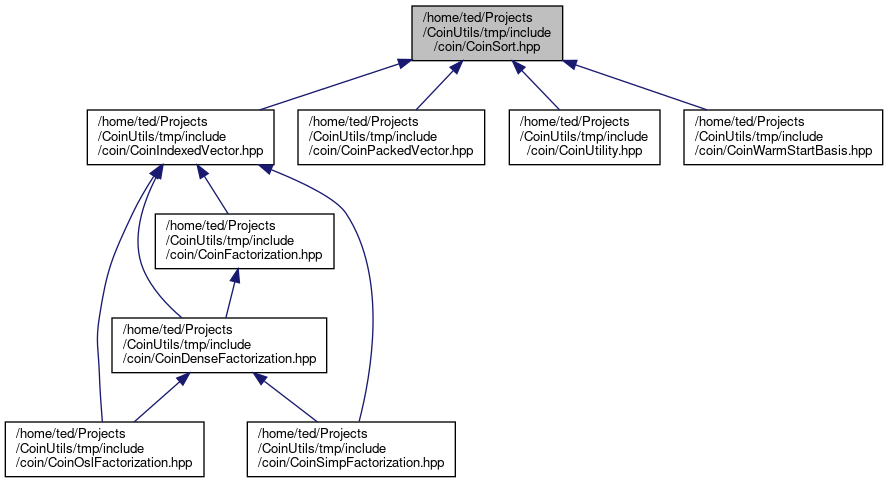 /home/ted/Projects
/CoinUtils/tmp/include
/coin/CoinSort.hpp
/home/ted/Projects
/CoinUtils/tmp/include
/coin/CoinIndexedVector.hpp
/home/ted/Projects
/CoinUtils/tmp/include
/coin/CoinPackedVector.hpp
/home/ted/Projects
/CoinUtils/tmp/include
/coin/CoinUtility.hpp
/home/ted/Projects
/CoinUtils/tmp/include
/coin/CoinWarmStartBasis.hpp
/home/ted/Projects
/CoinUtils/tmp/include
/coin/CoinFactorization.hpp
/home/ted/Projects
/CoinUtils/tmp/include
/coin/CoinDenseFactorization.hpp
/home/ted/Projects
/CoinUtils/tmp/include
/coin/CoinOslFactorization.hpp
/home/ted/Projects
/CoinUtils/tmp/include
/coin/CoinSimpFactorization.hpp